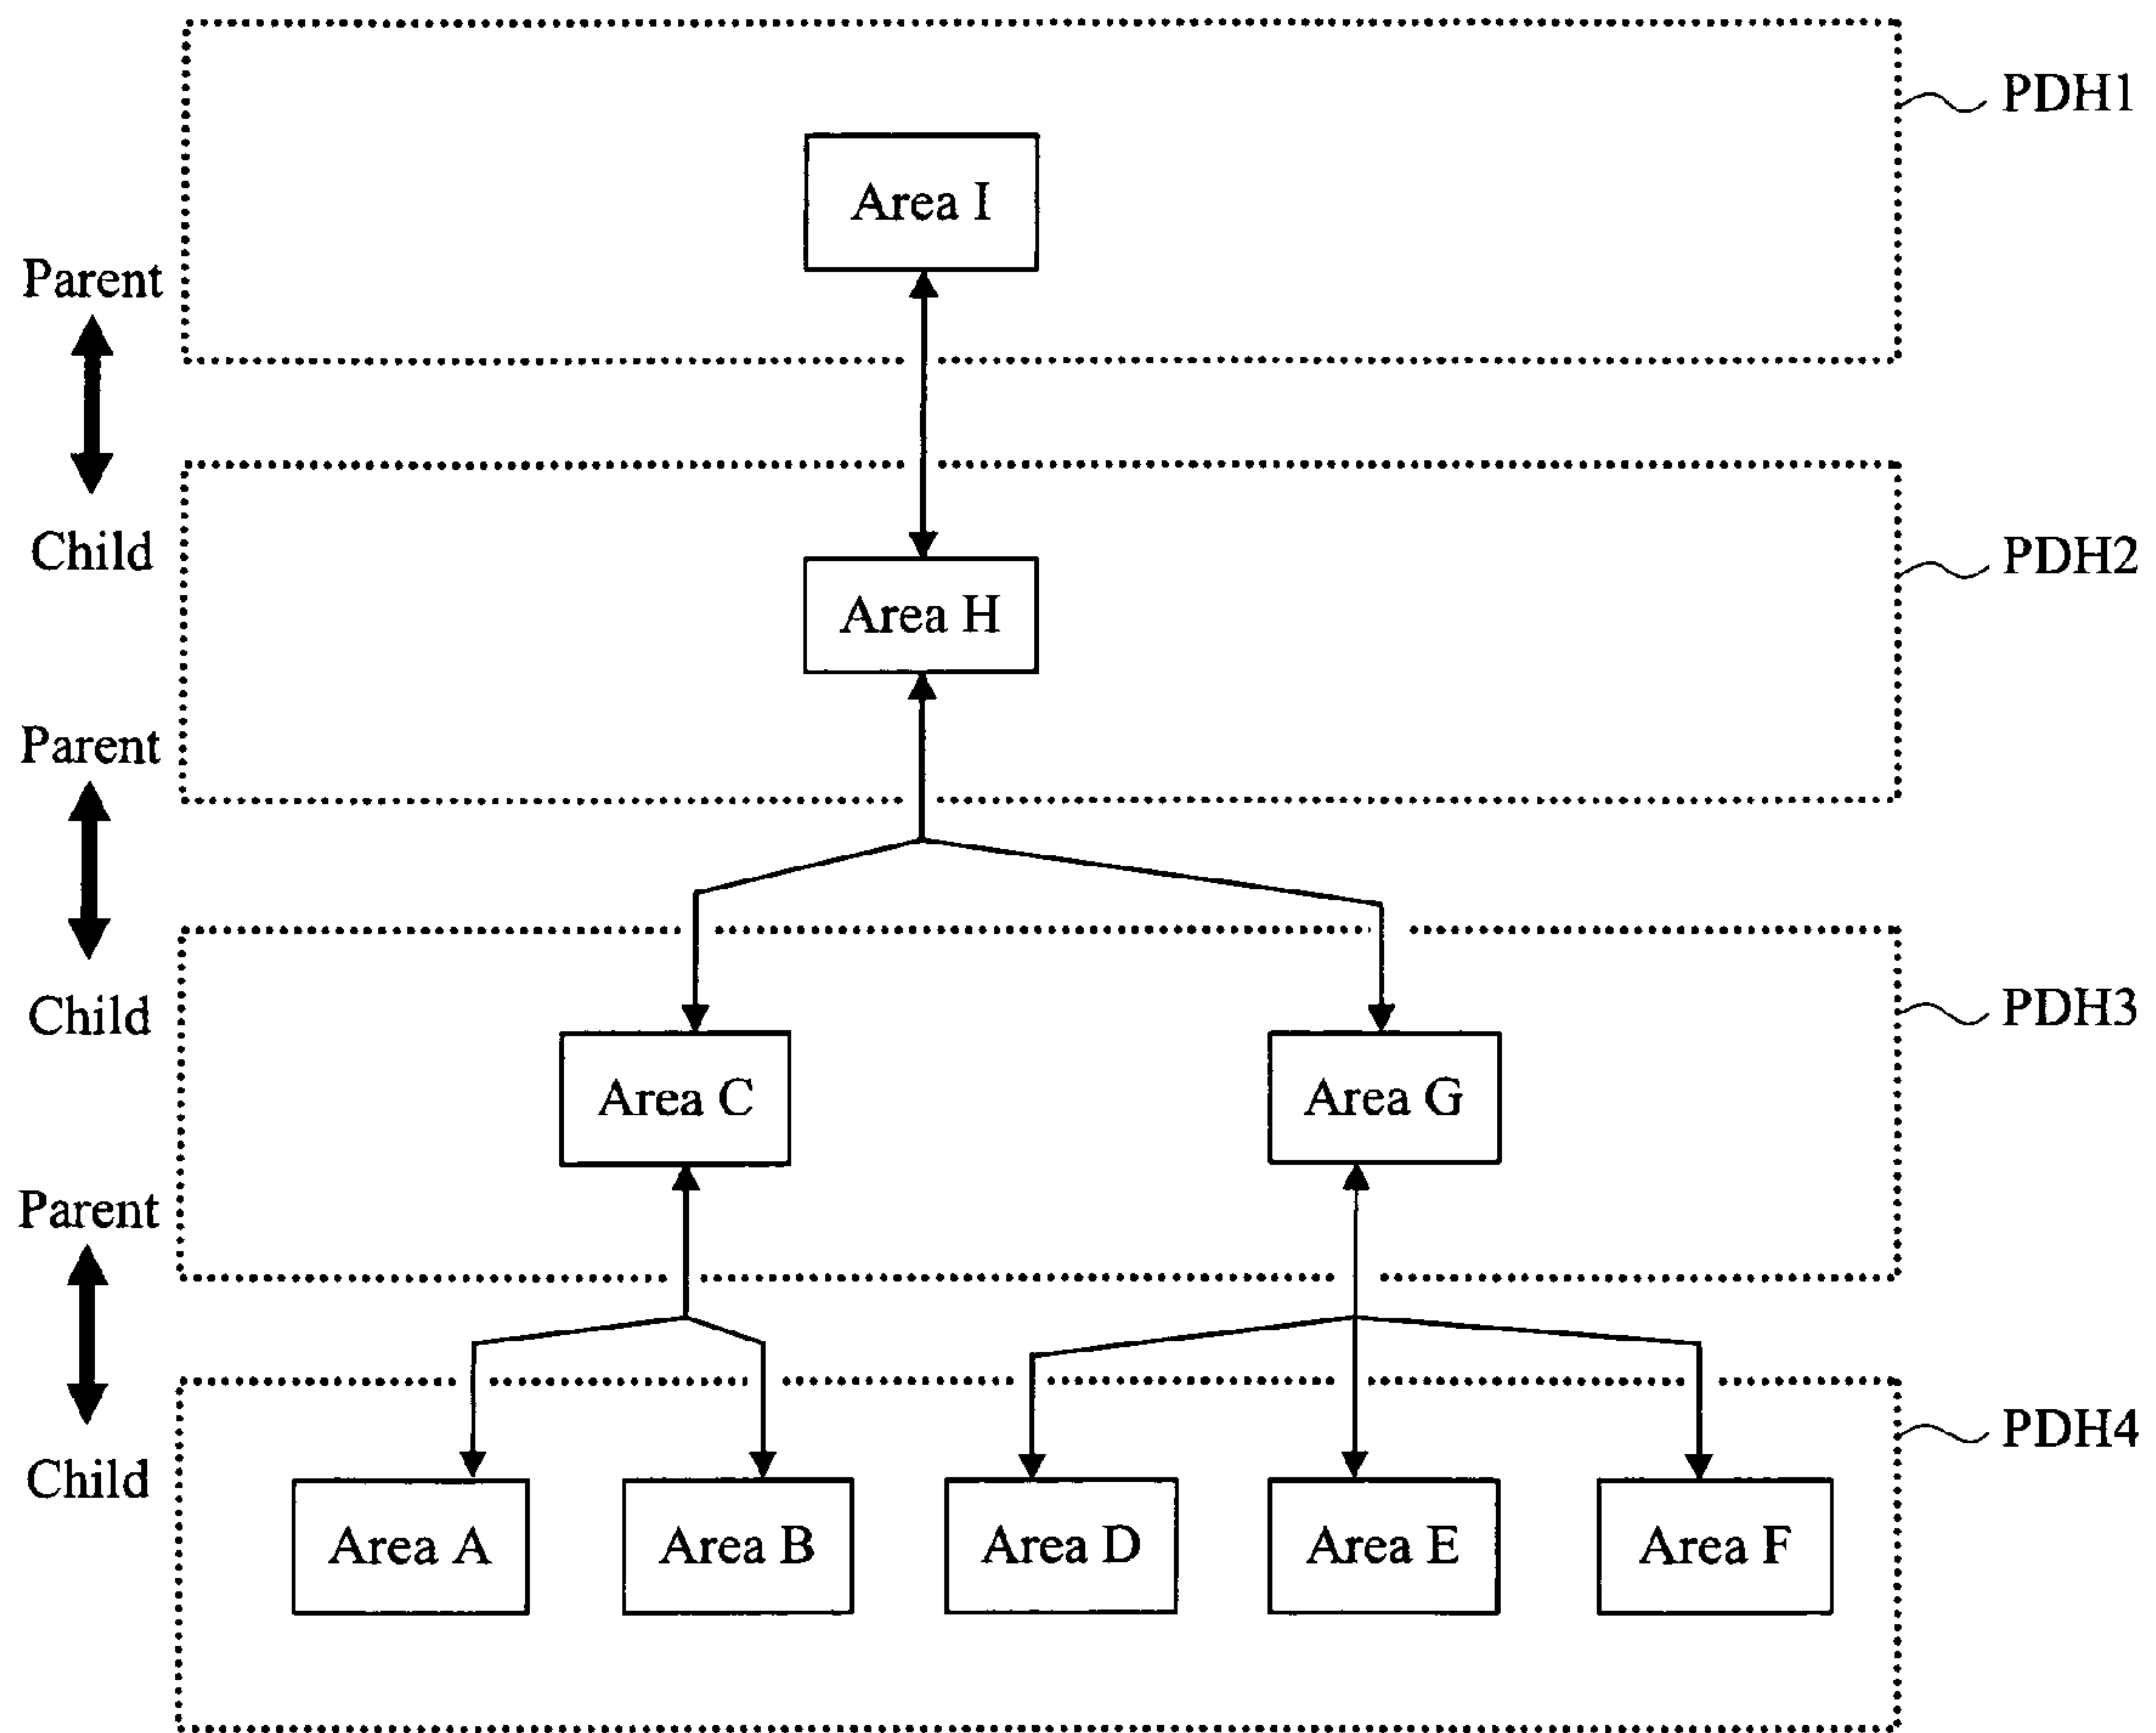 PDH1
Area I
Parent
Child
PDH2
Area H
Parent
Child
PDH3
Area C
Area G
Parent
Child
PDH4
Area A
Area B
Area D
Area E
Area F